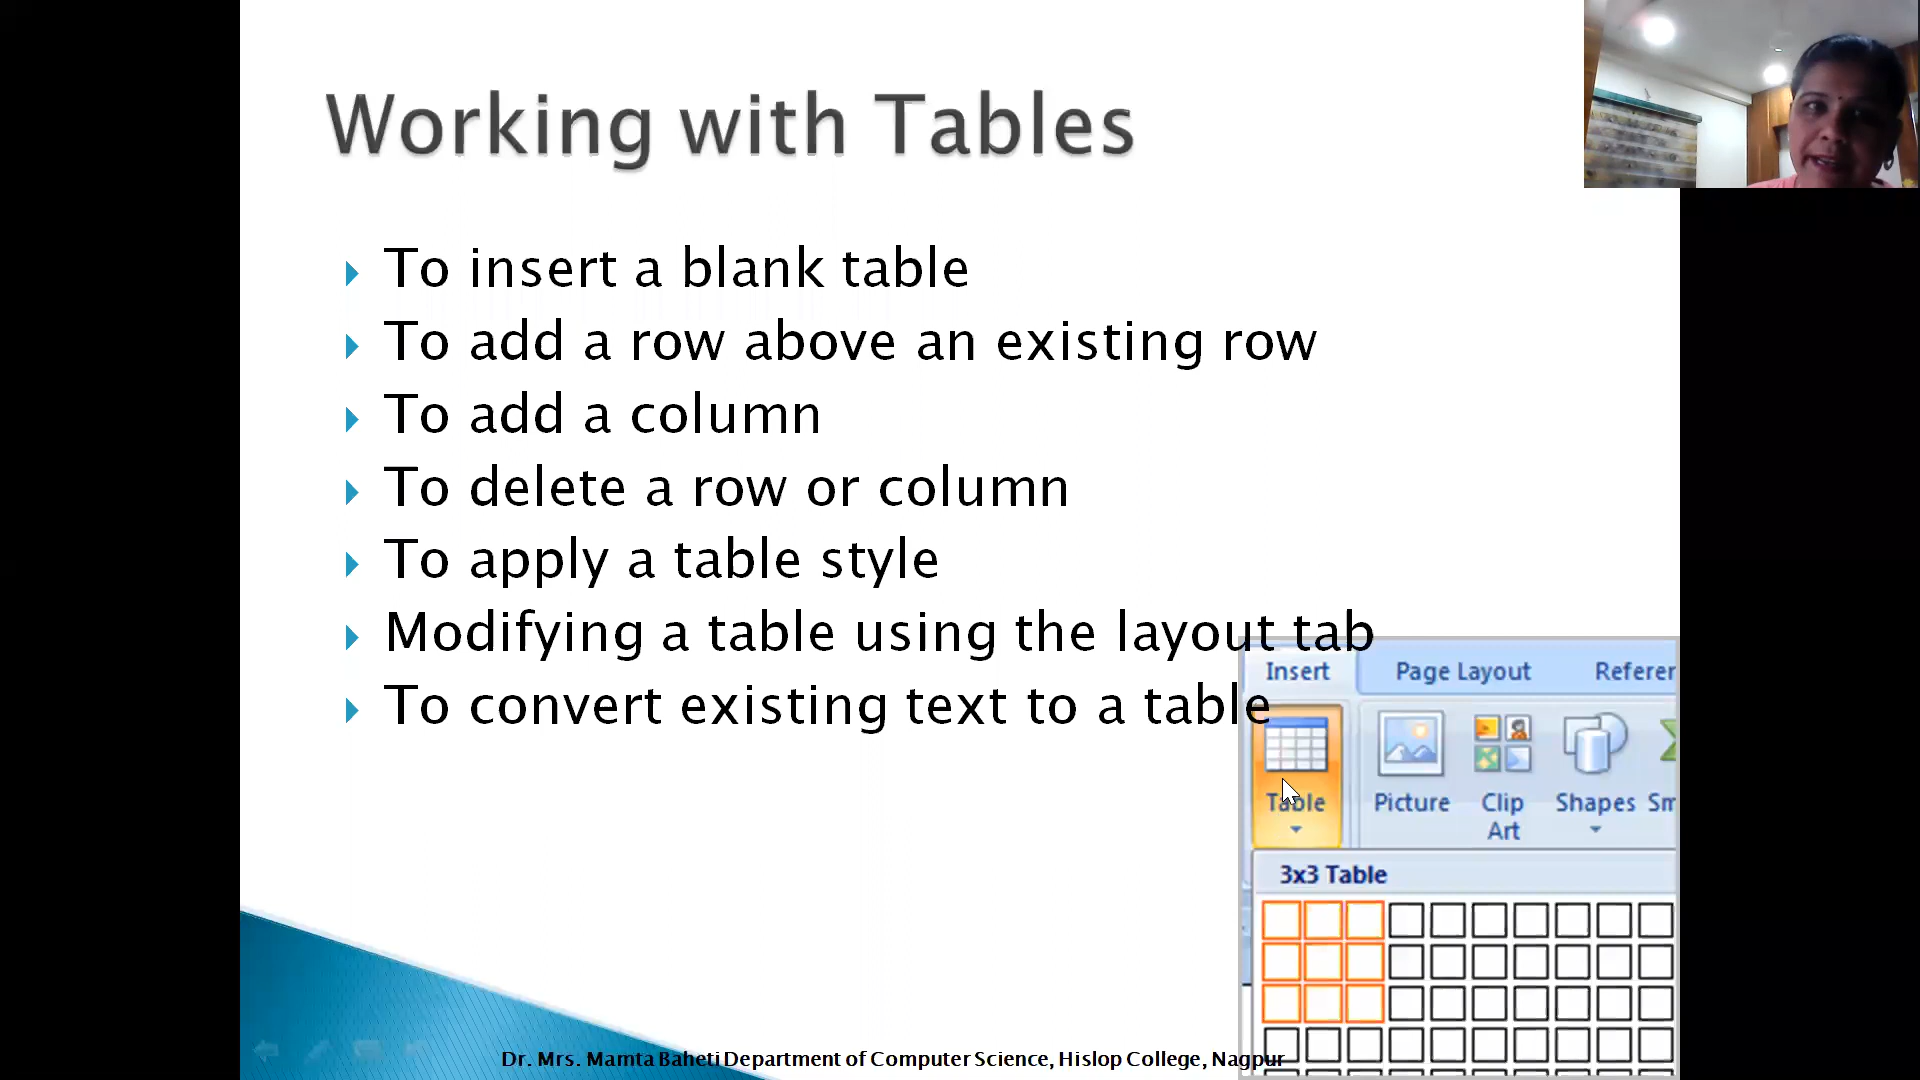 Working with Tables
To insert a blank table
To add a row above an existing row
To add a column
To delete a row or column
To apply a table style
Modifying a table using the layout tab
To convert existing text to a table
Insert Page Layout Referen
Table Picture Clip Art Shapes Sm
3x3 Table
Dr. Mrs. Mamta Baheti Department of Computer Science, Hislop College, Nagpur